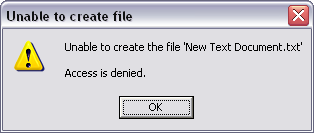 Unable to create file
Unable to create the file 'New Text Document.txt'
Access is denied.
OK